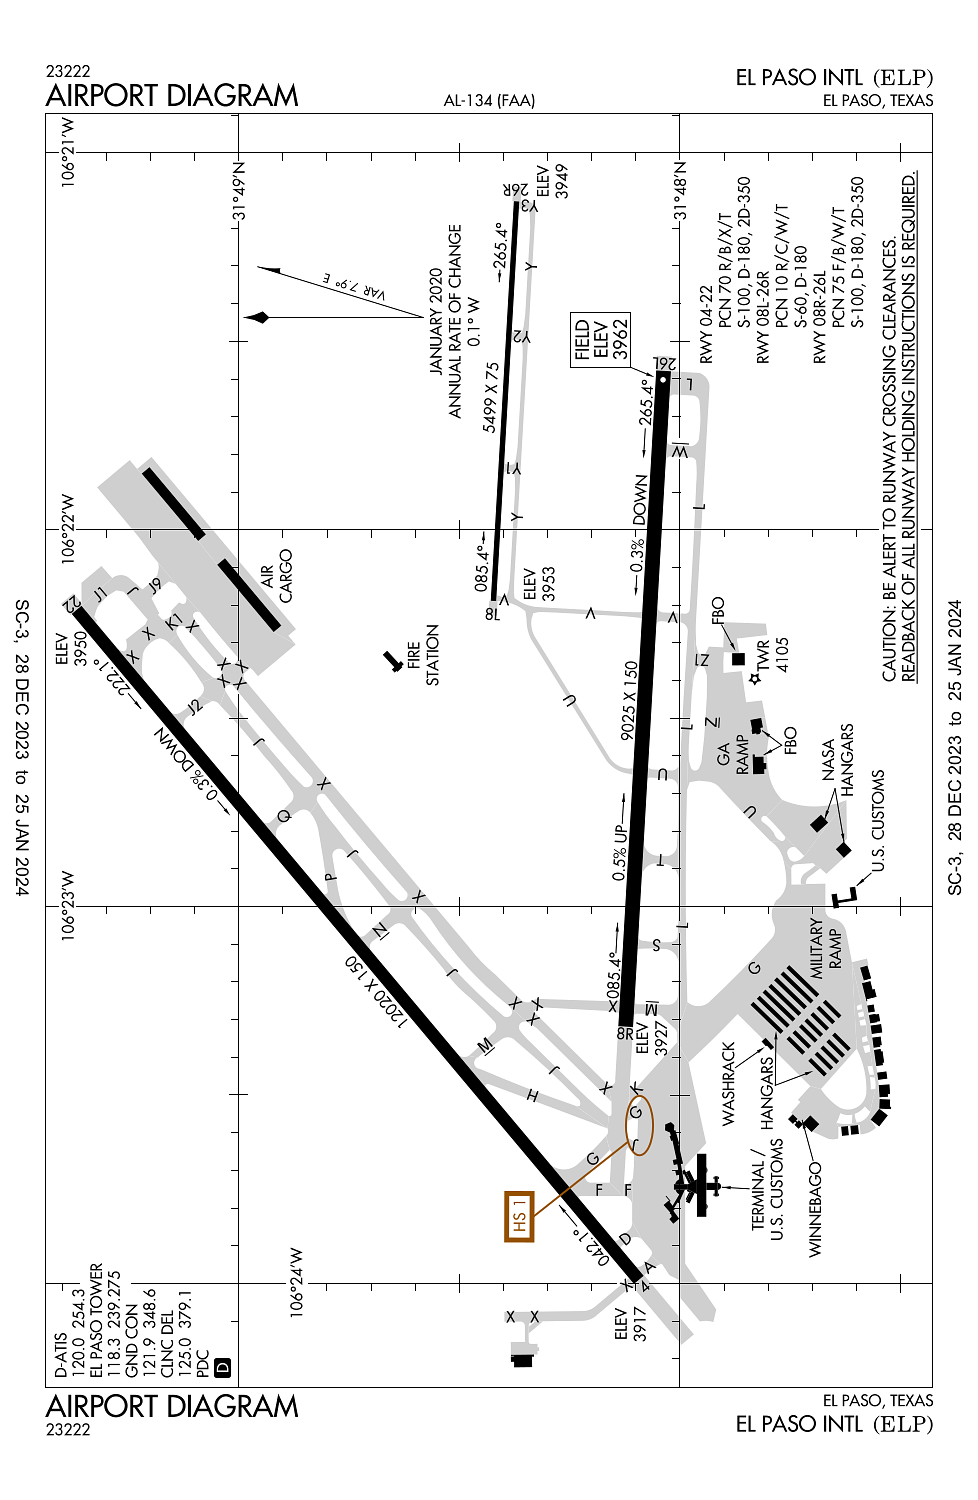 23222
AIRPORT DIAGRAM
AL-134 (FAA)
EL PASO INTL (ELP)
EL PASO, TEXAS
106°21'W
106°22'W
106°23'W
106°24'W
31°49'N
31°48'N
VAR 7.9° E
JANUARY 2020
ANNUAL RATE OF CHANGE
0.1° W
26R
ELEV
3949
Y3
265.4°
Y
Y2
5499 X 75
Y1
Y
085.4°
8L
ELEV
3953
V
V
V
FIELD
ELEV
3962
26L
265.4°
L
W
L
0.3% DOWN
9025 X 150
0.5% UP
085.4°
8R
ELEV
3927
RWY 04-22
PCN 70 R/B/X/T
S-100, D-180, 2D-350
RWY 08L-26R
PCN 10 R/C/W/T
S-60, D-180
RWY 08R-26L
PCN 75 F/B/W/T
S-100, D-180, 2D-350
CAUTION: BE ALERT TO RUNWAY CROSSING CLEARANCES.
READBACK OF ALL RUNWAY HOLDING INSTRUCTIONS IS REQUIRED.
AIR
CARGO
FIRE
STATION
22
ELEV
3950
222.1°
0.3% DOWN
12020 X 150
042.1°
4
ELEV
3917
J1
J
J9
K1
X
X
X
X
X
X
X
J2
J
X
Q
J
P
X
N
J
X
X
X
X
M
J
H
X
X
G
J
G
F
F
D
A
X
X
X
HS 1
U
U
U
L
T
S
L
M
G
Z1
Z
FBO
TWR
4105
GA
RAMP
FBO
NASA
HANGARS
U.S. CUSTOMS
MILITARY
RAMP
WASHRACK
HANGARS
TERMINAL /
U.S. CUSTOMS
WINNEBAGO
D-ATIS
120.0 254.3
EL PASO TOWER
118.3 239.275
GND CON
121.9 348.6
CLNC DEL
125.0 379.1
PDC
D
SC-3, 28 DEC 2023 to 25 JAN 2024
SC-3, 28 DEC 2023 to 25 JAN 2024
AIRPORT DIAGRAM
23222
EL PASO, TEXAS
EL PASO INTL (ELP)